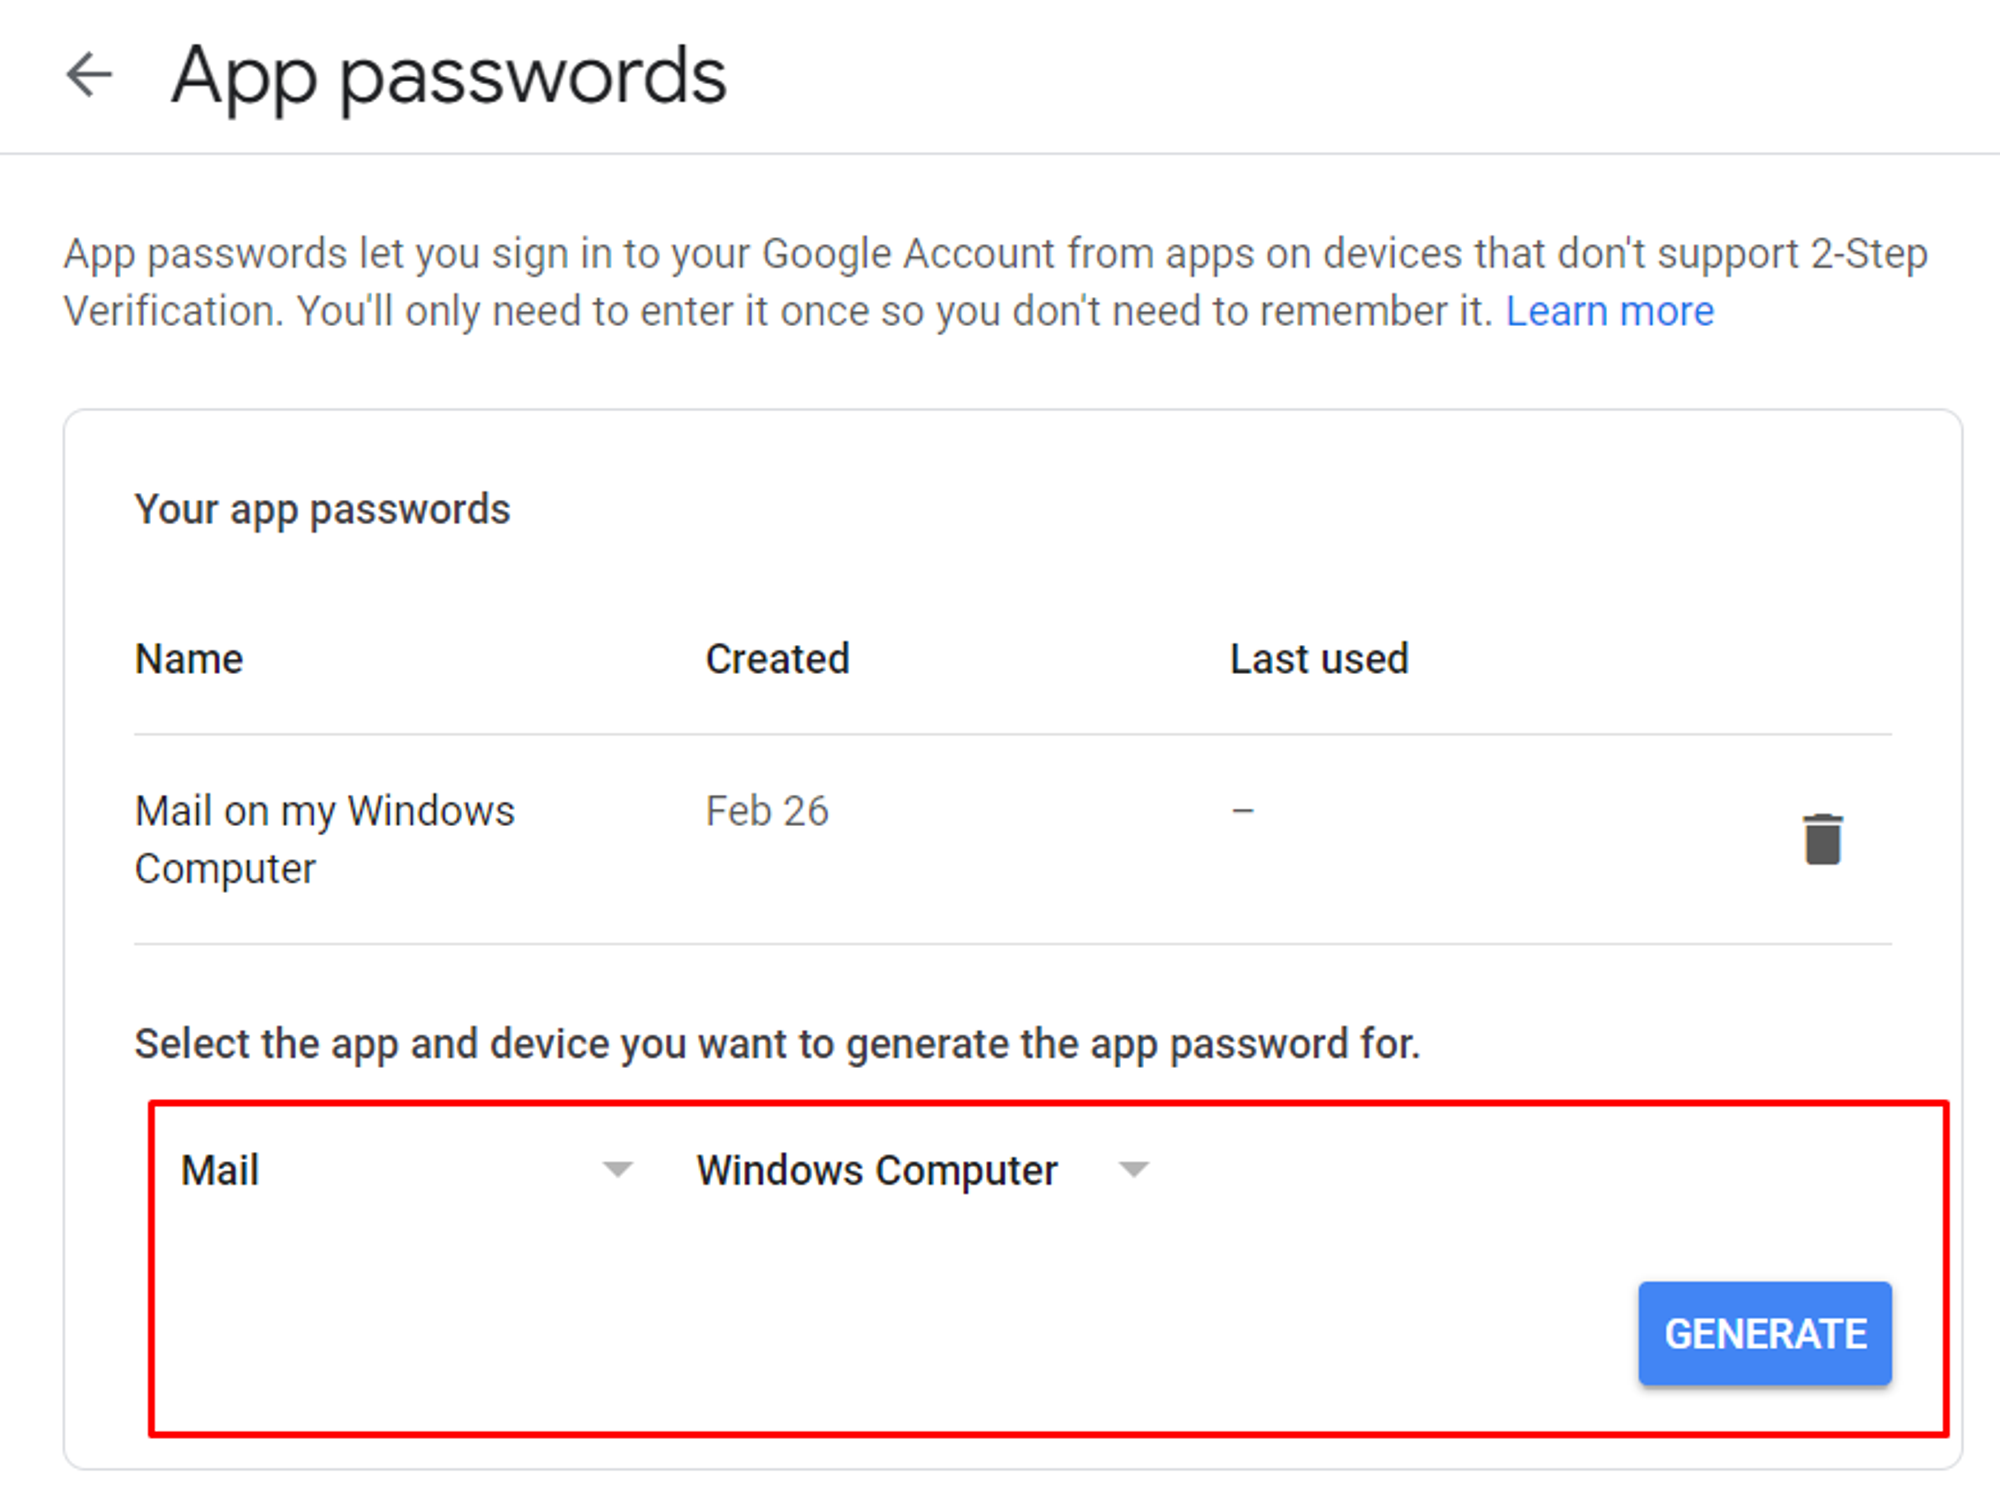 App passwords
App passwords let you sign in to your Google Account from apps on devices that don't support 2-Step
Verification. You'll only need to enter it once so you don't need to remember it. Learn more
Your app passwords
Name Created Last used
Mail on my Windows Feb 26 –
Computer
Select the app and device you want to generate the app password for.
Mail Windows Computer
GENERATE